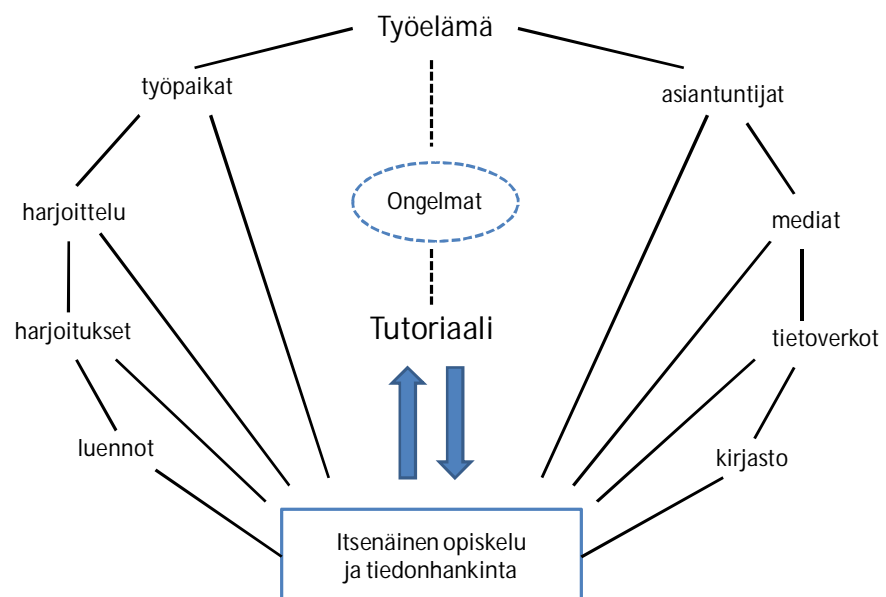 Työelämä
työpaikat
asiantuntijat
Ongelmat
harjoittelu
mediat
harjoitukset
Tutoriaali
tietoverkot
luennot
kirjasto
Itsenäinen opiskelu
ja tiedonhankinta